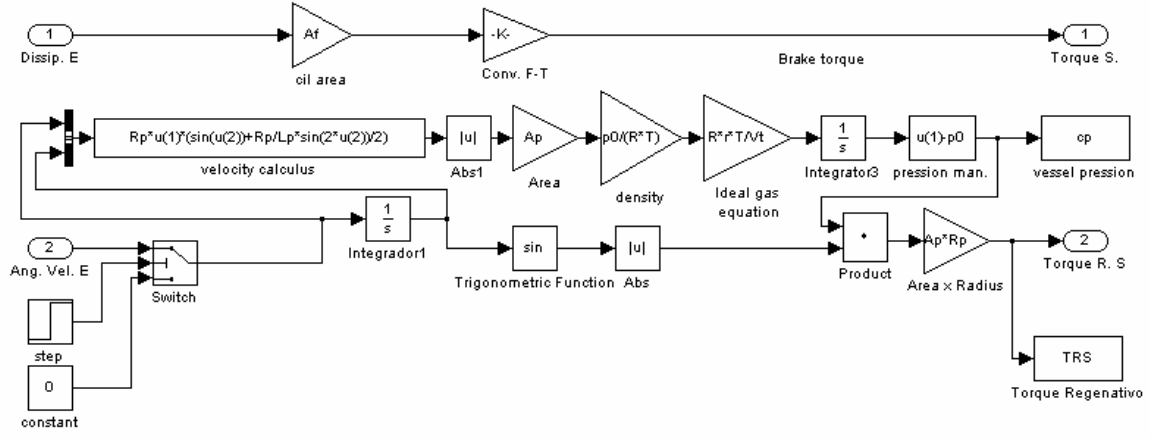 1
Dissip. E
Af
cil area
-K-
Conv. F-T
Brake torque
1
Torque S.
Rp*u(1)*(sin(u(2))+Rp/Lp*sin(2*u(2))/2)
velocity calculus
|u|
Abs1
Ap
Area
p0/(R*T)
density
R*r*T/Vt
Ideal gas
equation
1
s
Integrator3
u(1)-p0
pression man.
cp
vessel pression
1
s
Integrador1
2
Ang. Vel. E
Switch
sin
Trigonometric Function
|u|
Abs
Product
Ap*Rp
Area x Radius
2
Torque R. S
step
0
constant
TRS
Torque Regenativo